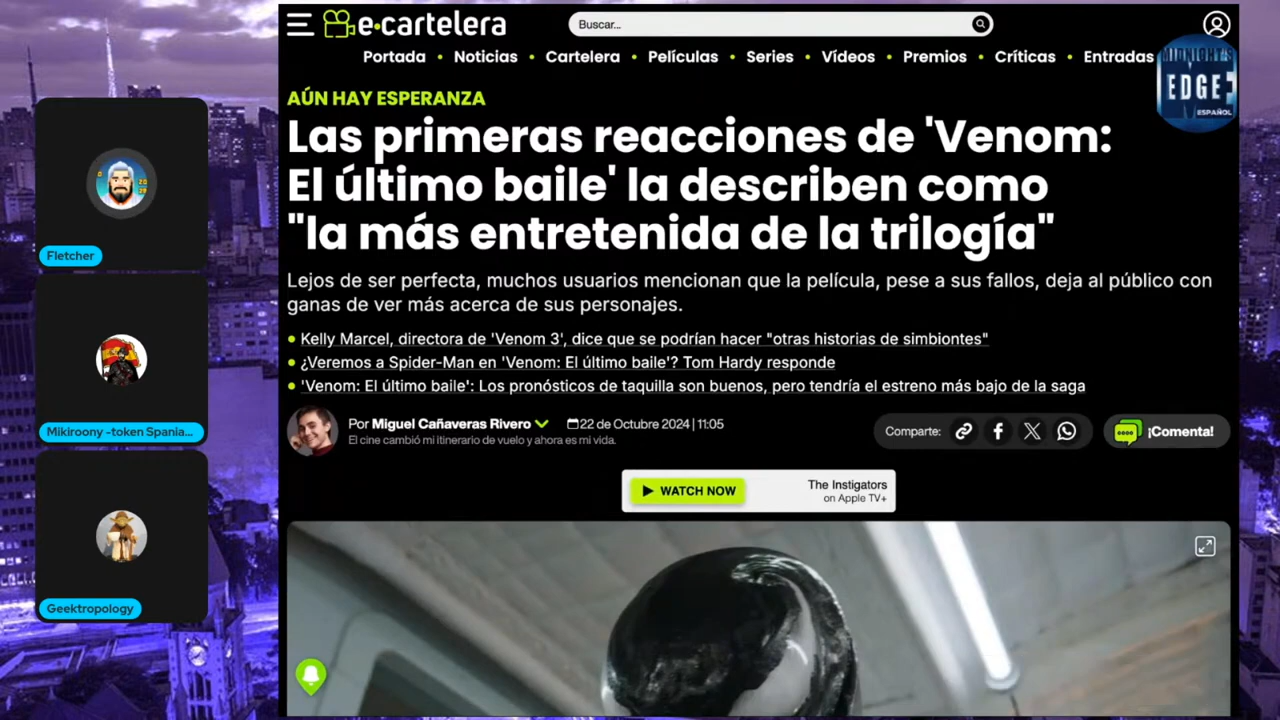 e·cartelera
Buscar...
Portada • Noticias • Cartelera • Películas • Series • Vídeos • Premios • Críticas • Entradas
MIDNIGHT'S
EDGE
ESPAÑOL
AÚN HAY ESPERANZA
Las primeras reacciones de 'Venom:
El último baile' la describen como
"la más entretenida de la trilogía"
Lejos de ser perfecta, muchos usuarios mencionan que la película, pese a sus fallos, deja al público con
ganas de ver más acerca de sus personajes.
• Kelly Marcel, directora de 'Venom 3', dice que se podrían hacer "otras historias de simbiontes"
• ¿Veremos a Spider-Man en 'Venom: El último baile'? Tom Hardy responde
• 'Venom: El último baile': Los pronósticos de taquilla son buenos, pero tendría el estreno más bajo de la saga
Por Miguel Cañaveras Rivero
22 de Octubre 2024 | 11:05
El cine cambió mi itinerario de vuelo y ahora es mi vida.
Comparte:
¡Comenta!
WATCH NOW
The Instigators
on Apple TV+
Fletcher
Mikiroony -token Spania...
Geektropology